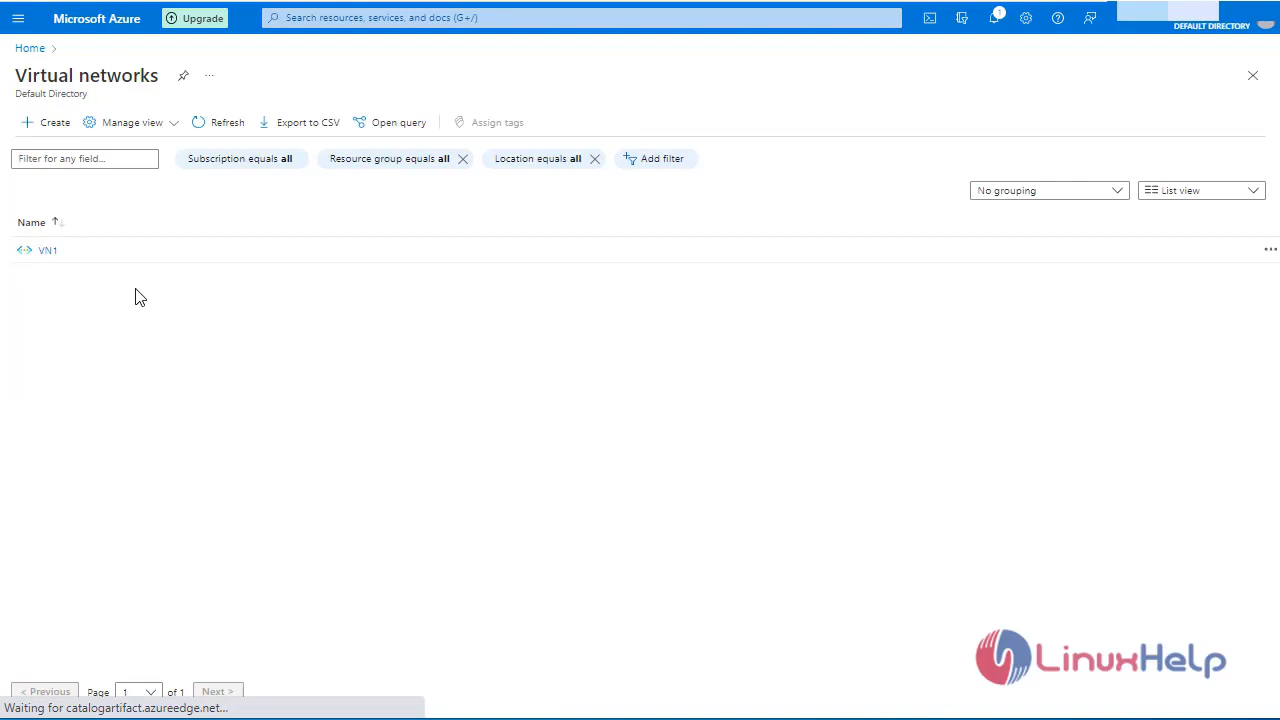 Microsoft Azure
Upgrade
Search resources, services, and docs (G+/)
1
DEFAULT DIRECTORY
Home
Virtual networks
...
Default Directory
Create
Manage view
Refresh
Export to CSV
Open query
Assign tags
Filter for any field...
Subscription equals all
Resource group equals all
Location equals all
Add filter
No grouping
List view
Name
VN1
LinuxHelp
< Previous
Page
1
of 1
Next >
Waiting for catalogartifact.azureedge.net...